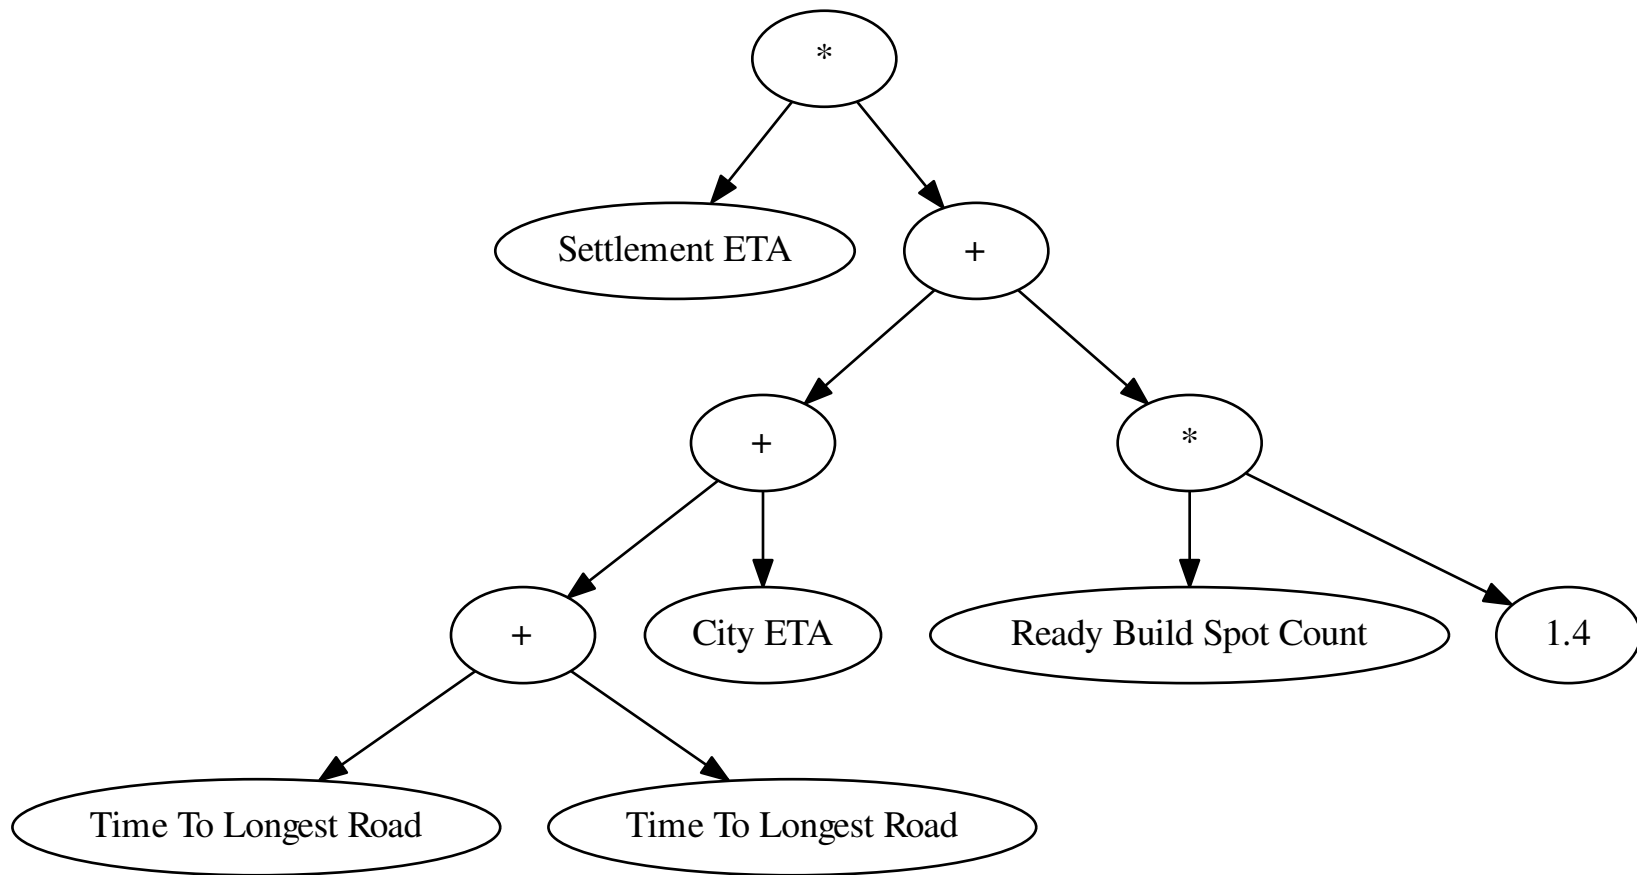 *
Settlement ETA
+
+
*
+
City ETA
Ready Build Spot Count
1.4
Time To Longest Road
Time To Longest Road